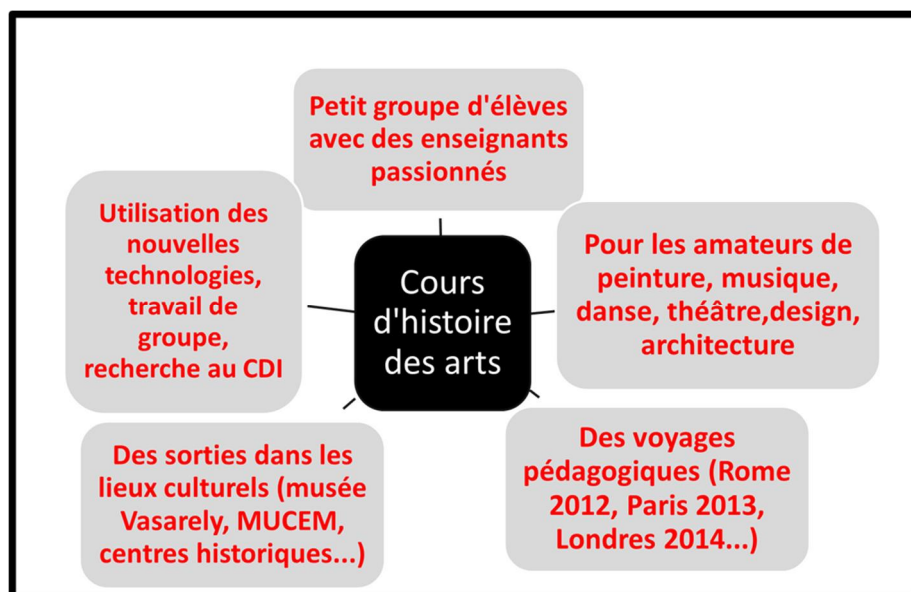 Petit groupe d'élèves
avec des enseignants
passionnés
Utilisation des
nouvelles
technologies,
travail de
groupe,
recherche au CDI
Cours
d'histoire
des arts
Pour les amateurs de
peinture, musique,
danse, théâtre,design,
architecture
Des sorties dans les
lieux culturels (musée
Vasarely, MUCEM,
centres historiques...)
Des voyages
pédagogiques (Rome
2012, Paris 2013,
Londres 2014...)